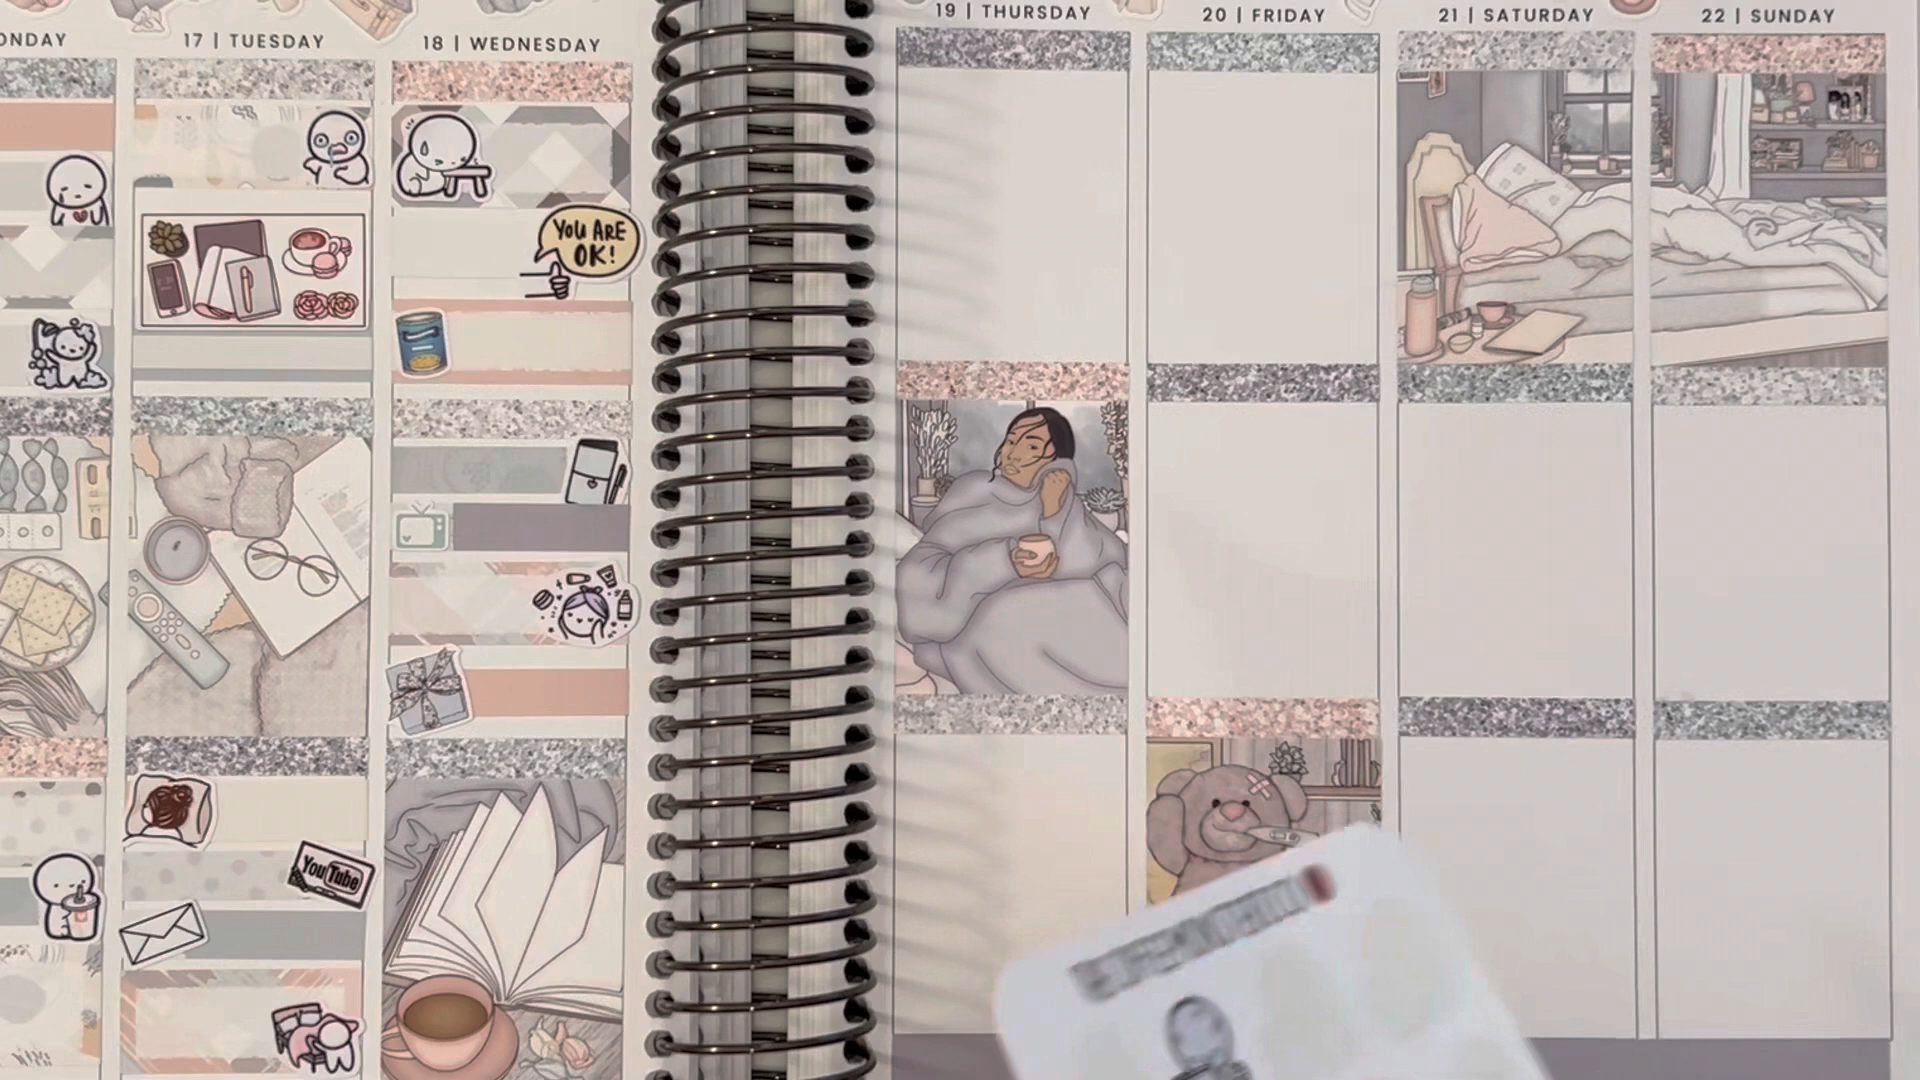 ONDAY
17 | TUESDAY
18 | WEDNESDAY
19 | THURSDAY
20 | FRIDAY
21 | SATURDAY
22 | SUNDAY
YOU ARE
OK!
YouTube